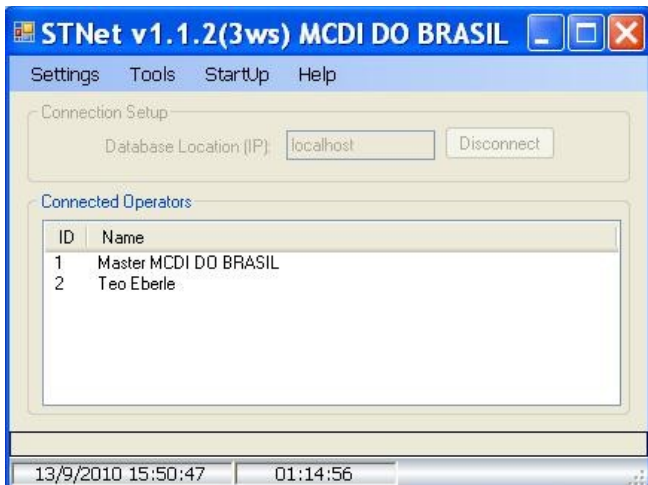 STNet v1.1.2(3ws) MCDI DO BRASIL
Settings Tools StartUp Help
Connection Setup
Database Location (IP): localhost Disconnect
Connected Operators
ID Name
1 Master MCDI DO BRASIL
2 Teo Eberle
13/9/2010 15:50:47 01:14:56